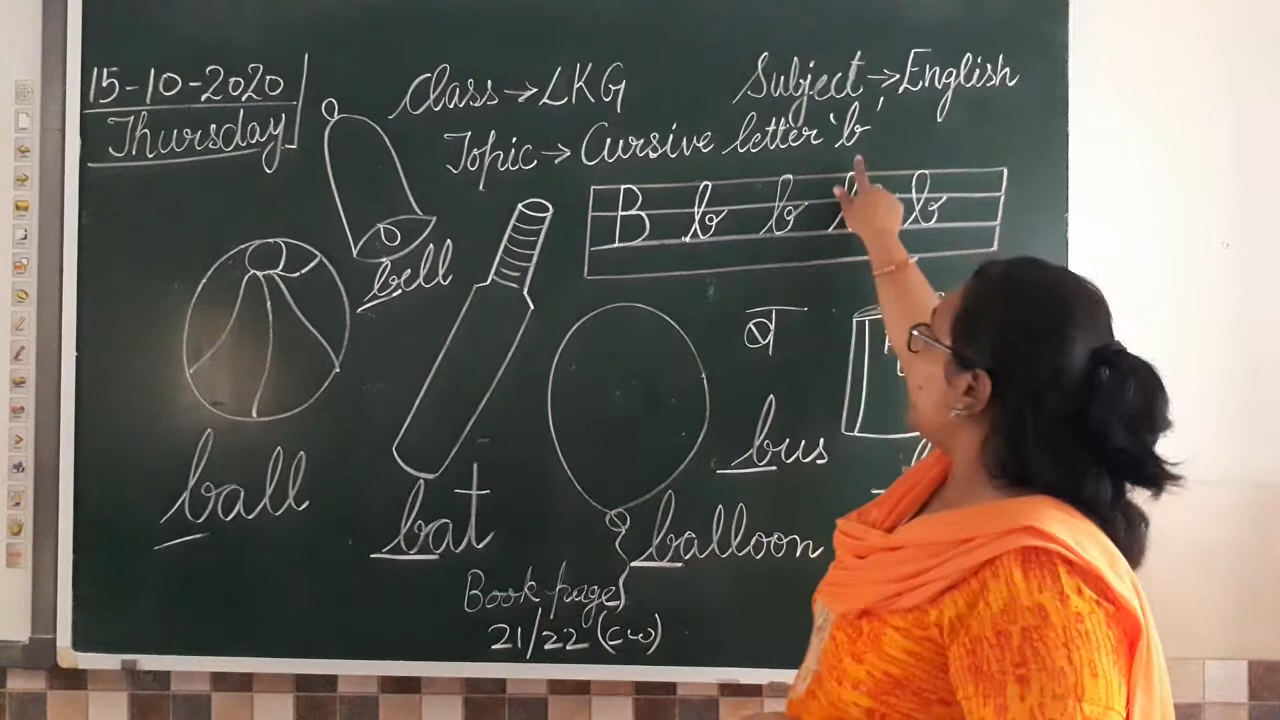 15-10-2020
Thursday
Class → LKG
Subject → English
Topic → Cursive letter 'b'
B b b b b
bell
ब
bus
ball
bat
balloon
Book page
21/22 (cw)